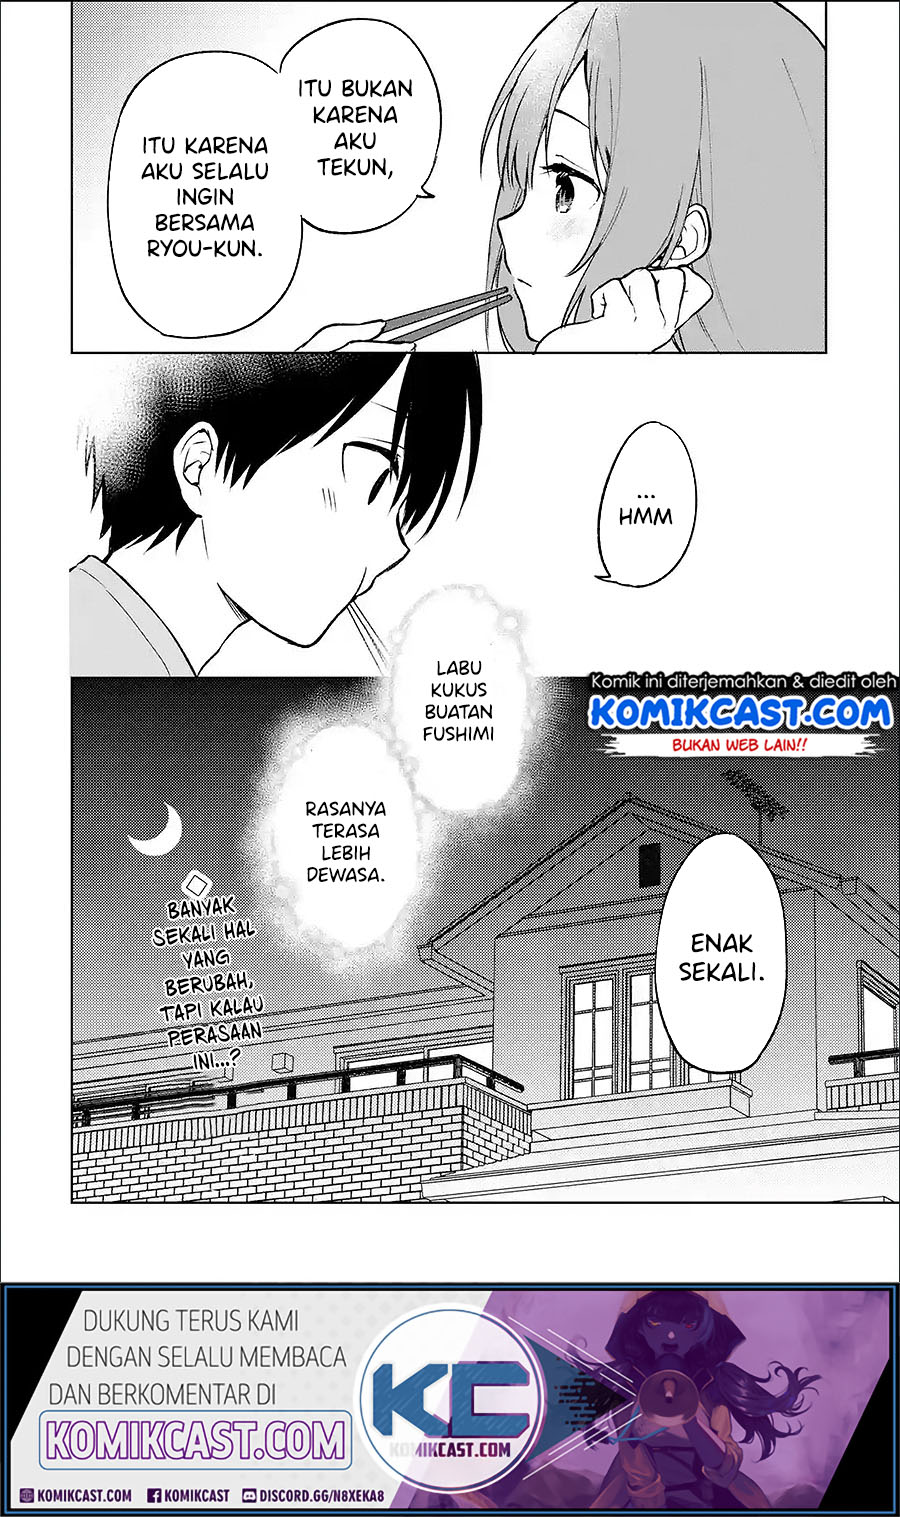 ITU BUKAN
KARENA
AKU
TEKUN,
ITU KARENA
AKU SELALU
INGIN
BERSAMA
RYOU-KUN.
...
HMM
LABU
KUKUS
BUATAN
FUSHIMI
Komik ini diterjemahkan & diedit oleh
KOMIKCAST.COM
BUKAN WEB LAIN!!
RASANYA
TERASA
LEBIH
DEWASA.
ENAK
SEKALI.
BANYAK
SEKALI HAL
YANG
BERUBAH,
TAPI KALAU
PERASAAN
INI...?
DUKUNG TERUS KAMI
DENGAN SELALU MEMBACA
DAN BERKOMENTAR DI
KOMIKCAST.COM
KC
KOMIKCAST.COM
KOMIKCAST.COM
KOMIKCAST
DISCORD.GG/N8XEKA8